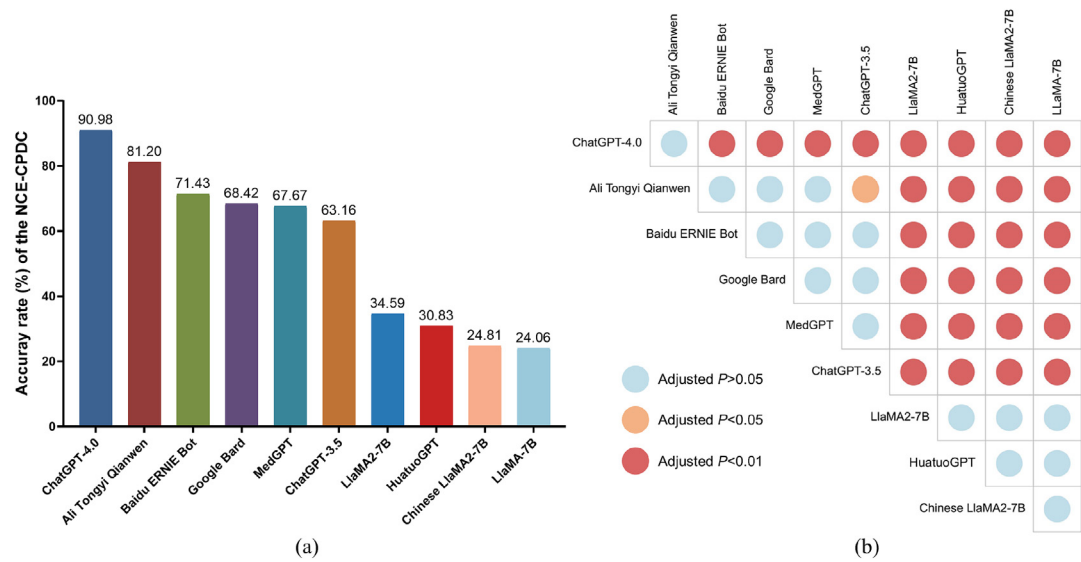 100
80
60
40
20
0
Accuray rate (%) of the NCE-CPDC
90.98
81.20
71.43
68.42
67.67
63.16
34.59
30.83
24.81
24.06
ChatGPT-4.0
Ali Tongyi Qianwen
Baidu ERNIE Bot
Google Bard
MedGPT
ChatGPT-3.5
LlaMA2-7B
HuatuoGPT
Chinese LlaMA2-7B
LlaMA-7B
(a)
Ali Tongyi Qianwen
Baidu ERNIE Bot
Google Bard
MedGPT
ChatGPT-3.5
LlaMA2-7B
HuatuoGPT
Chinese LlaMA2-7B
LLaMA-7B
ChatGPT-4.0
Ali Tongyi Qianwen
Baidu ERNIE Bot
Google Bard
MedGPT
ChatGPT-3.5
LlaMA2-7B
HuatuoGPT
Chinese LlaMA2-7B
Adjusted P>0.05
Adjusted P<0.05
Adjusted P<0.01
(b)